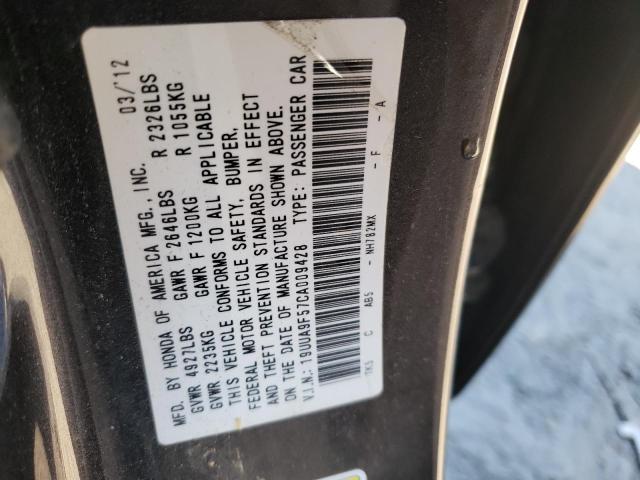 MFD. BY HONDA OF AMERICA MFG., INC. 03/'12
GVWR 4927LBS GAWR F 2646LBS R 2326LBS
GVWR 2235KG GAWR F 1200KG R 1055KG
THIS VEHICLE CONFORMS TO ALL APPLICABLE
FEDERAL MOTOR VEHICLE SAFETY, BUMPER,
AND THEFT PREVENTION STANDARDS IN EFFECT
ON THE DATE OF MANUFACTURE SHOWN ABOVE.
V.I.N.: 19UUA9F57CA009428 TYPE: PASSENGER CAR
TK5 C AB5 - NH782MX - F - A